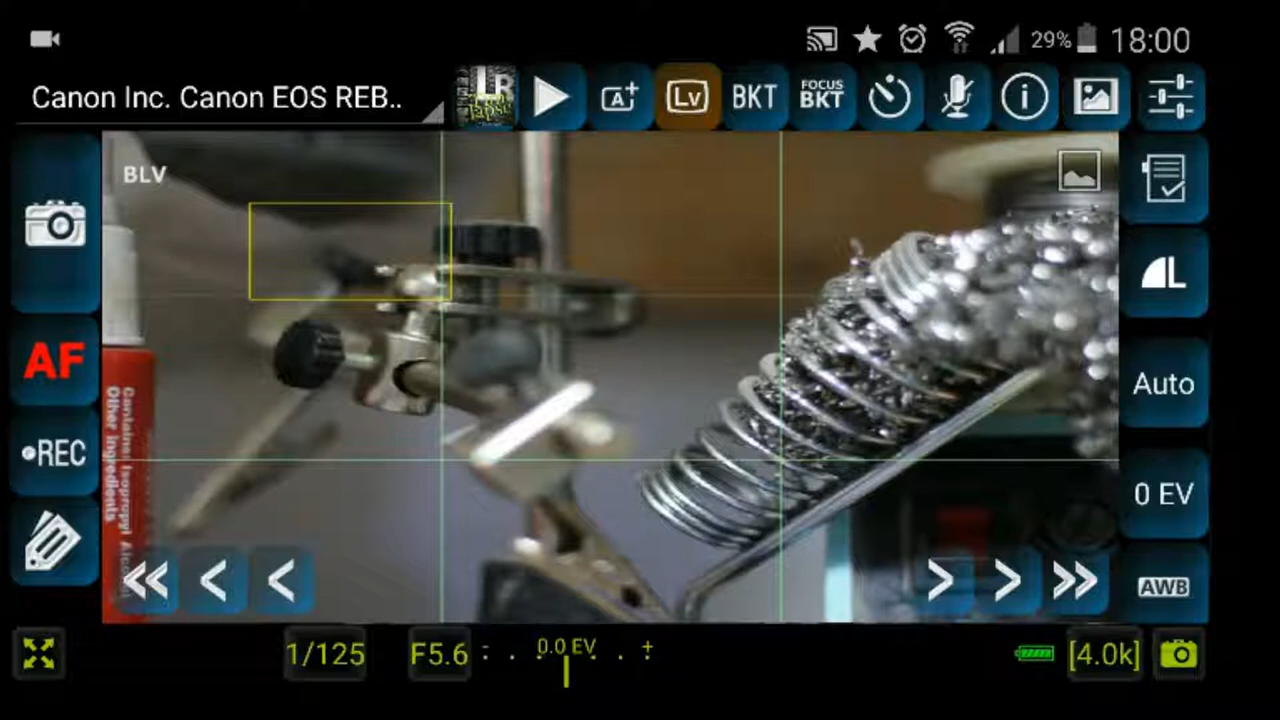 29% 18:00
Canon Inc. Canon EOS REB..
LR
A+
Lv
BKT
FOCUS
BKT
BLV
L
AF
Auto
REC
0 EV
Contains: Isopropyl
Other ingredients
AWB
1/125
F5.6
0.0 EV
[4.0k]